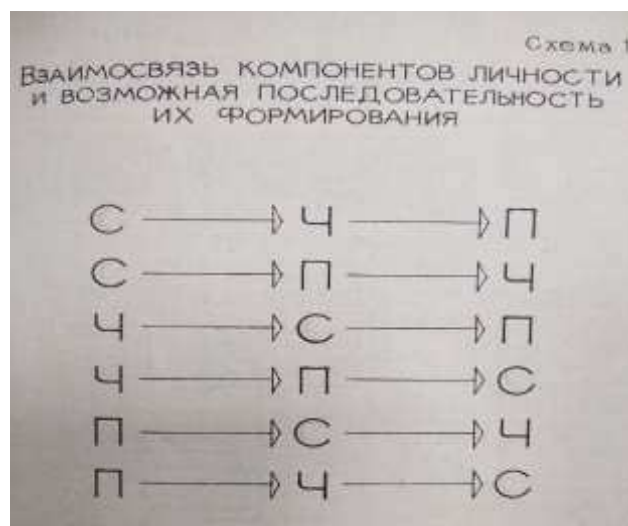 Схема 1
ВЗАИМОСВЯЗЬ КОМПОНЕНТОВ ЛИЧНОСТИ
И ВОЗМОЖНАЯ ПОСЛЕДОВАТЕЛЬНОСТЬ
ИХ ФОРМИРОВАНИЯ
С Ч П
С П Ч
Ч С П
Ч П С
П С Ч
П Ч С